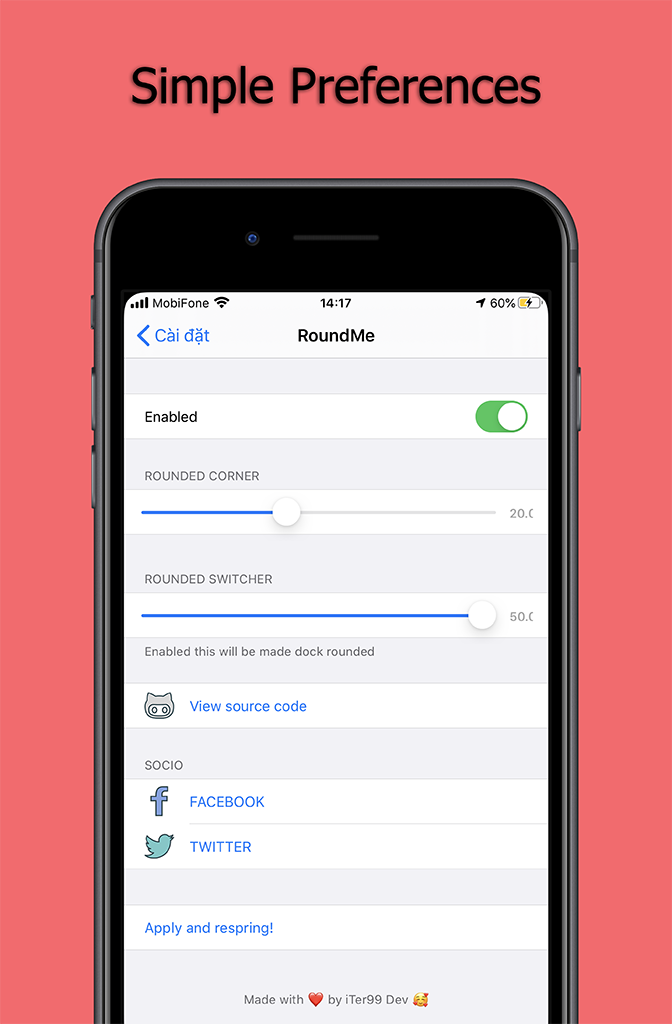 Simple Preferences
MobiFone 14:17 60%
Cài đặt RoundMe
Enabled
ROUNDED CORNER
20.0
ROUNDED SWITCHER
50.0
Enabled this will be made dock rounded
View source code
SOCIO
FACEBOOK
TWITTER
Apply and respring!
Made with ❤️ by iTer99 Dev 🥰